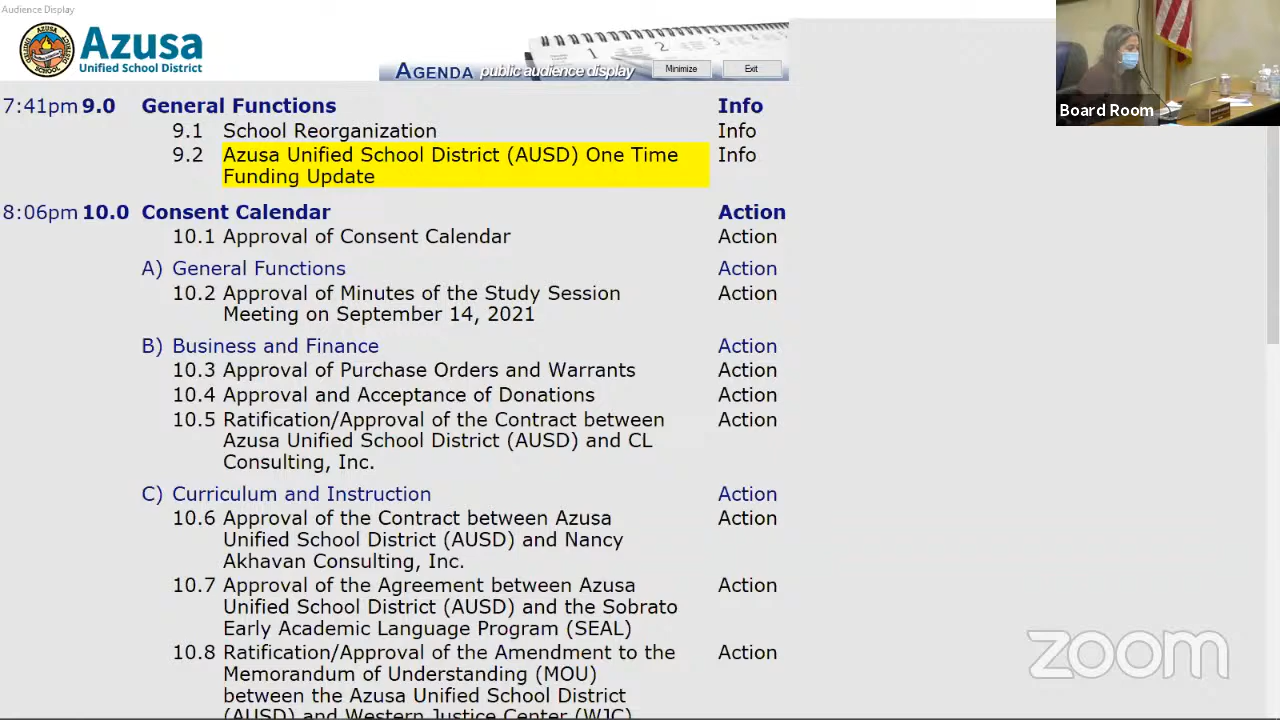 Audience Display
Azusa
Unified School District
1 2 3
AGENDA public audience display
Minimize Exit
Board Room
7:41pm 9.0 General Functions Info
9.1 School Reorganization Info
9.2 Azusa Unified School District (AUSD) One Time Info
Funding Update
8:06pm 10.0 Consent Calendar Action
10.1 Approval of Consent Calendar Action
A) General Functions Action
10.2 Approval of Minutes of the Study Session Action
Meeting on September 14, 2021
B) Business and Finance Action
10.3 Approval of Purchase Orders and Warrants Action
10.4 Approval and Acceptance of Donations Action
10.5 Ratification/Approval of the Contract between Action
Azusa Unified School District (AUSD) and CL
Consulting, Inc.
C) Curriculum and Instruction Action
10.6 Approval of the Contract between Azusa Action
Unified School District (AUSD) and Nancy
Akhavan Consulting, Inc.
10.7 Approval of the Agreement between Azusa Action
Unified School District (AUSD) and the Sobrato
Early Academic Language Program (SEAL)
10.8 Ratification/Approval of the Amendment to the Action
Memorandum of Understanding (MOU)
between the Azusa Unified School District
(AUSD) and Western Justice Center (WJC)
zoom